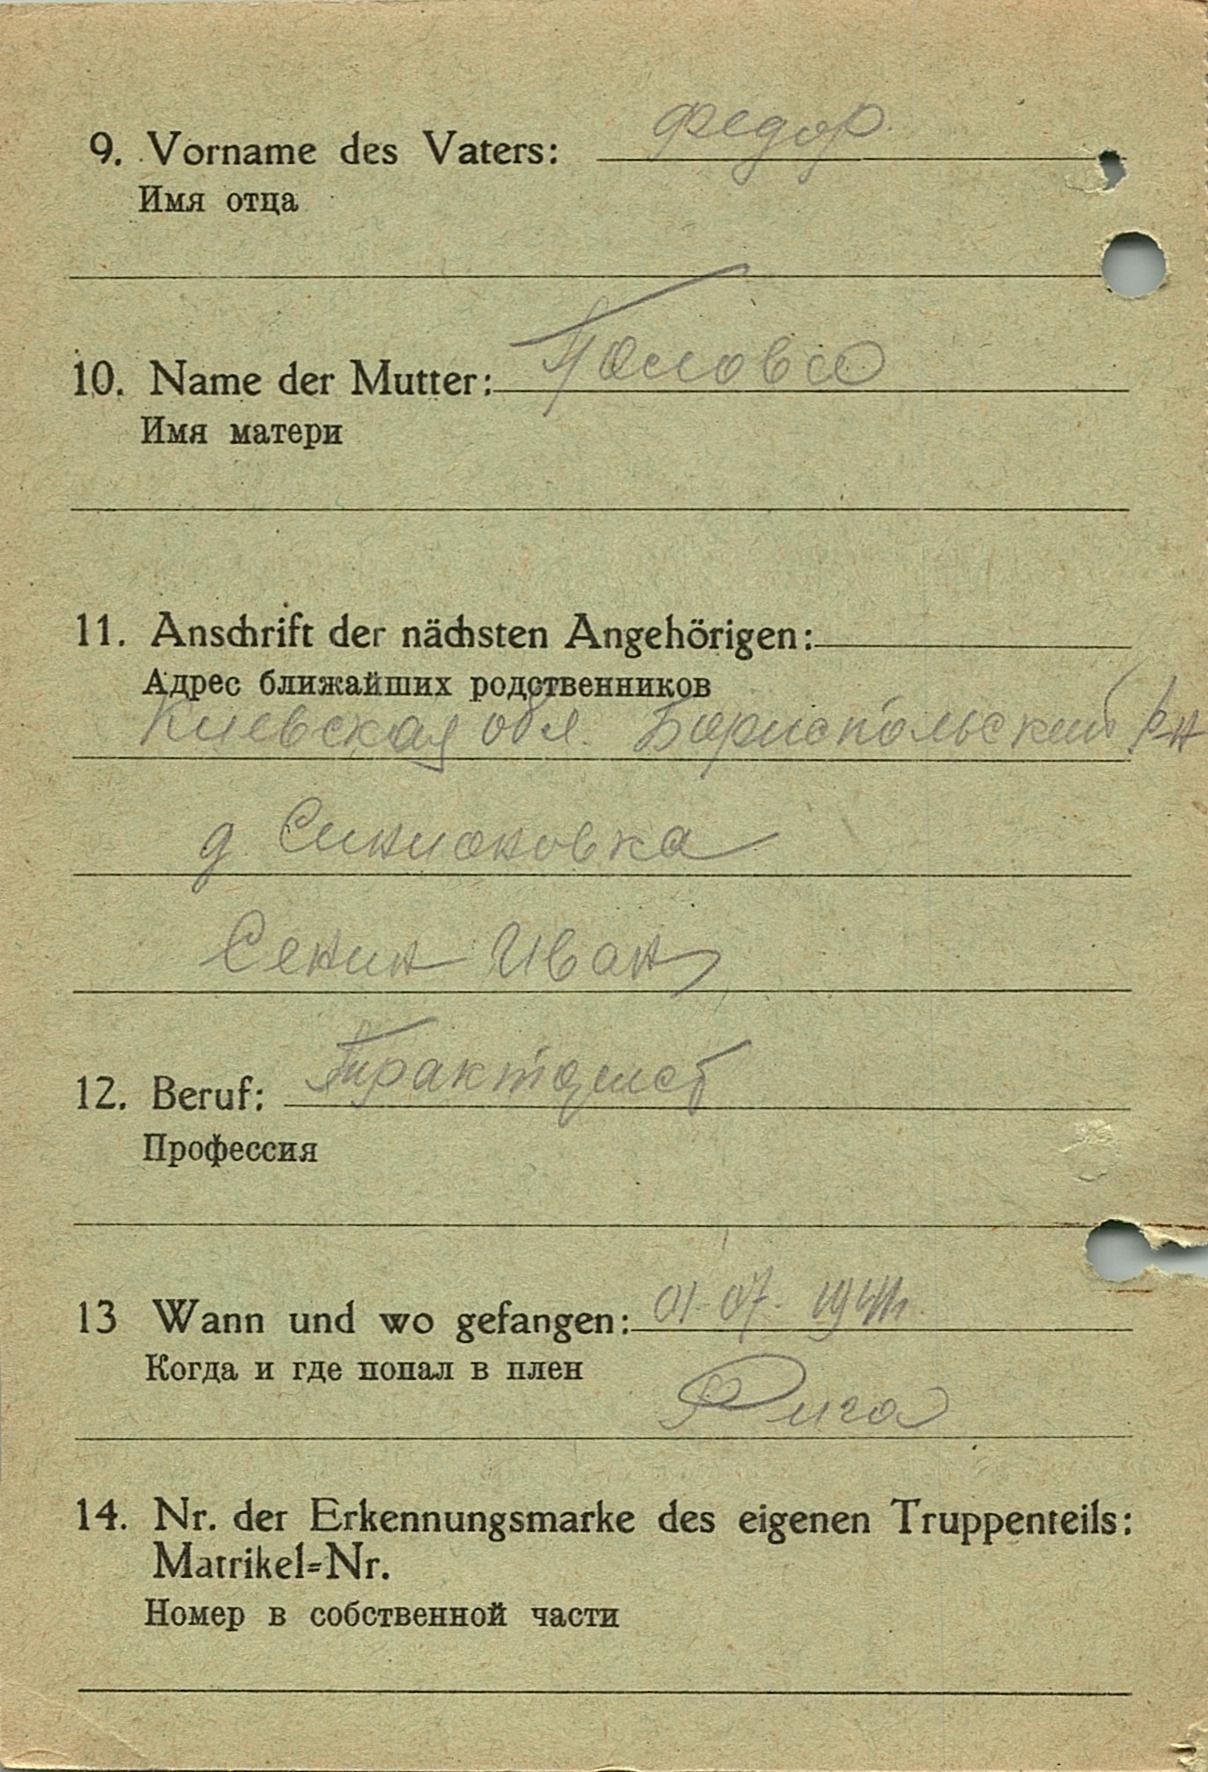 9. Vorname des Vaters: Федор
Имя отца
10. Name der Mutter:
Имя матери
11. Anschrift der nächsten Angehörigen:
Адрес ближайших родственников
Киевская обл. Бориспольский р-н
д.
Сенин Иван
12. Beruf: Тракторист
Профессия
13 Wann und wo gefangen: 01-07-1941
Когда и где попал в плен
Рига
14. Nr. der Erkennungsmarke des eigenen Truppenteils:
Matrikel=Nr.
Номер в собственной части